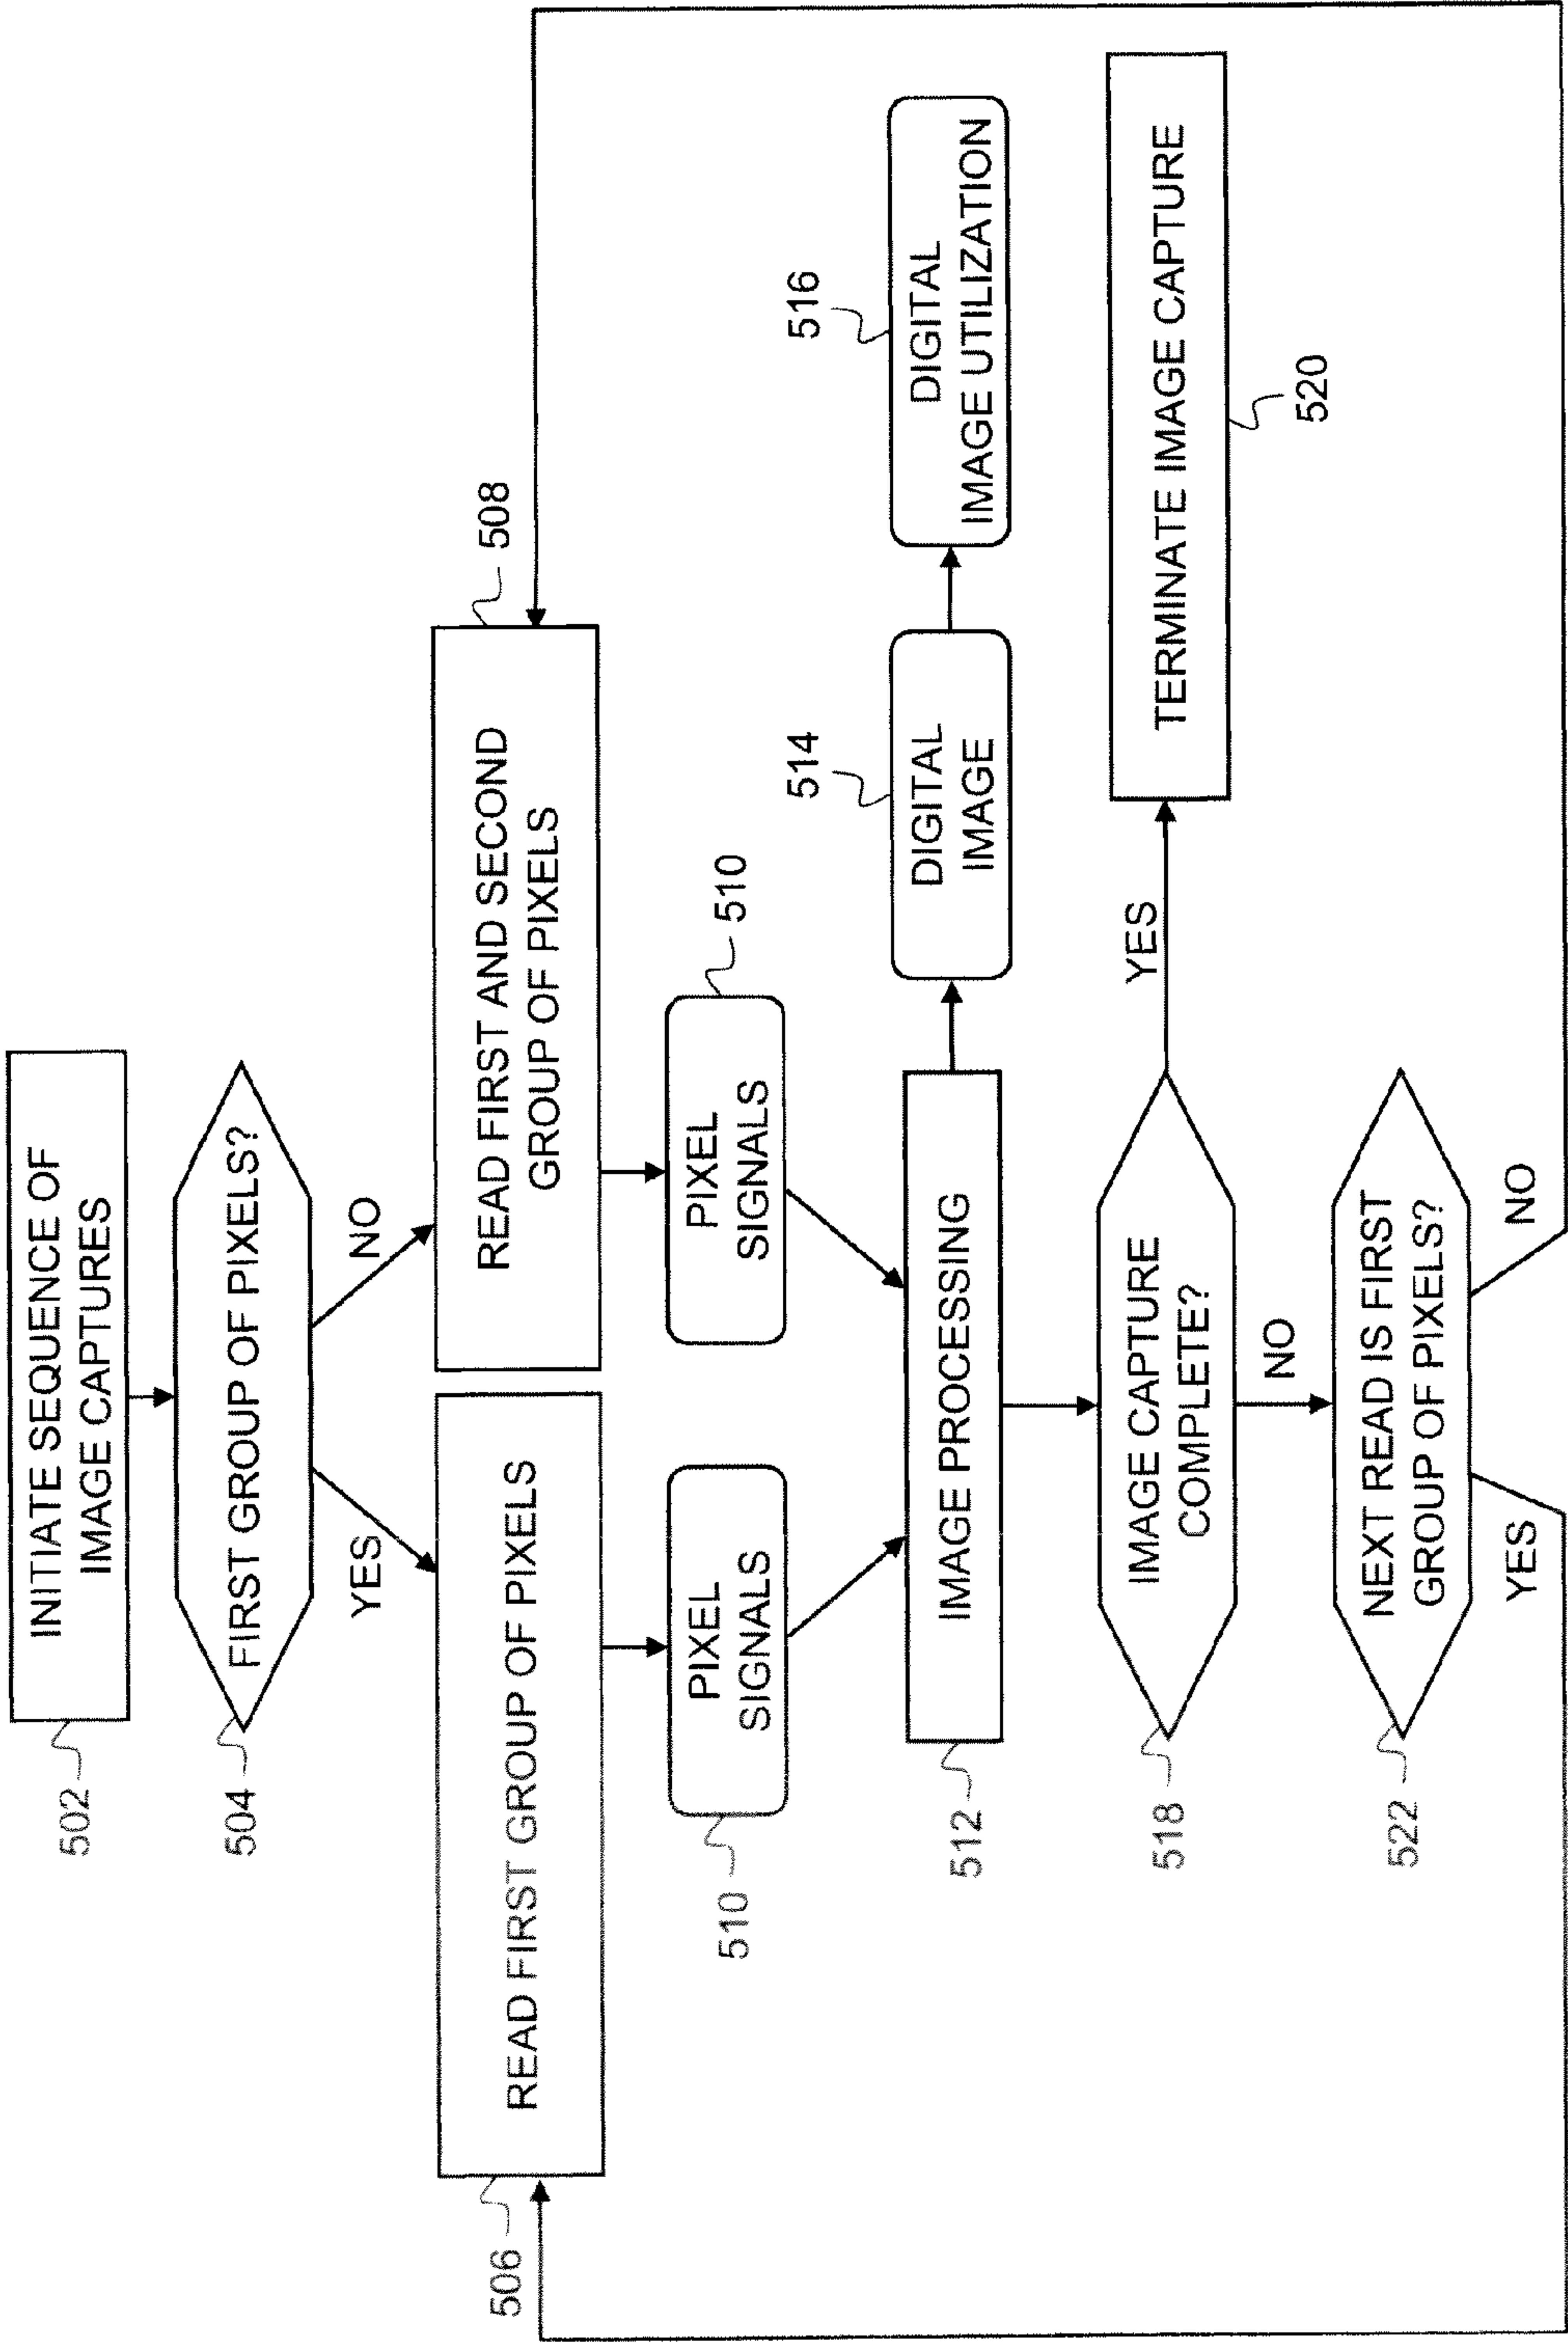 INITIATE SEQUENCE OF
IMAGE CAPTURES
502
FIRST GROUP OF PIXELS?
504
YES
NO
READ FIRST GROUP OF PIXELS
506
READ FIRST AND SECOND
GROUP OF PIXELS
508
PIXEL
SIGNALS
510
PIXEL
SIGNALS
510
IMAGE PROCESSING
512
DIGITAL
IMAGE
514
DIGITAL
IMAGE UTILIZATION
516
IMAGE CAPTURE
COMPLETE?
518
YES
TERMINATE IMAGE CAPTURE
520
NO
NEXT READ IS FIRST
GROUP OF PIXELS?
522
YES
NO